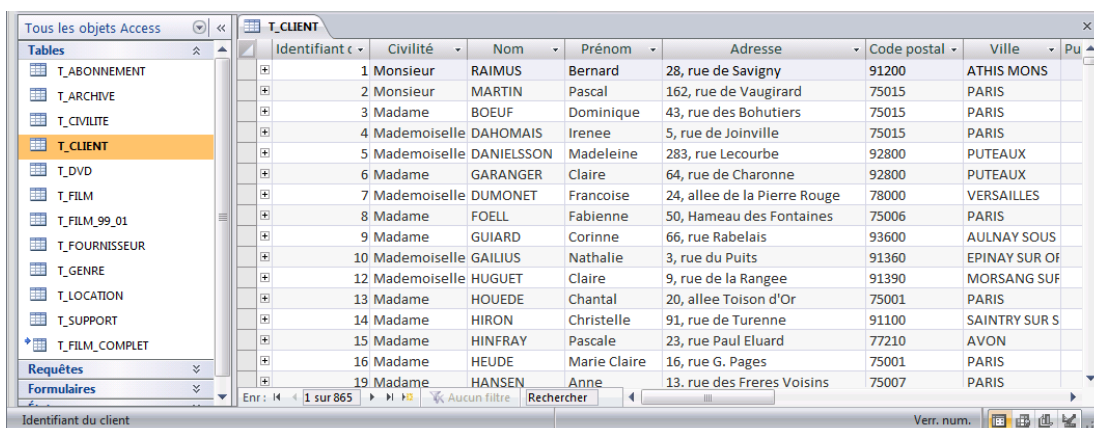 Tous les objets Access
Tables
T_ABONNEMENT
T_ARCHIVE
T_CIVILITE
T_CLIENT
T_DVD
T_FILM
T_FILM_99_01
T_FOURNISSEUR
T_GENRE
T_LOCATION
T_SUPPORT
T_FILM_COMPLET
Requêtes
Formulaires
T_CLIENT
Identifiant c Civilité Nom Prénom Adresse Code postal Ville Pu
1 Monsieur RAIMUS Bernard 28, rue de Savigny 91200 ATHIS MONS
2 Monsieur MARTIN Pascal 162, rue de Vaugirard 75015 PARIS
3 Madame BOEUF Dominique 43, rue des Bohutiers 75015 PARIS
4 Mademoiselle DAHOMAIS Irenee 5, rue de Joinville 75015 PARIS
5 Mademoiselle DANIELSSON Madeleine 283, rue Lecourbe 92800 PUTEAUX
6 Madame GARANGER Claire 64, rue de Charonne 92800 PUTEAUX
7 Mademoiselle DUMONET Francoise 24, allee de la Pierre Rouge 78000 VERSAILLES
8 Madame FOELL Fabienne 50, Hameau des Fontaines 75006 PARIS
9 Madame GUIARD Corinne 66, rue Rabelais 93600 AULNAY SOUS
10 Mademoiselle GAILIUS Nathalie 3, rue du Puits 91360 EPINAY SUR OR
12 Mademoiselle HUGUET Claire 9, rue de la Rangee 91390 MORSANG SUR
13 Madame HOUEDE Chantal 20, allee Toison d'Or 75001 PARIS
14 Madame HIRON Christelle 91, rue de Turenne 91100 SAINTRY SUR S
15 Madame HINFRAY Pascale 23, rue Paul Eluard 77210 AVON
16 Madame HEUDE Marie Claire 16, rue G. Pages 75001 PARIS
19 Madame HANSEN Anne 13, rue des Freres Voisins 75007 PARIS
Enr : 1 sur 865 Aucun filtre Rechercher
Identifiant du client Verr. num.